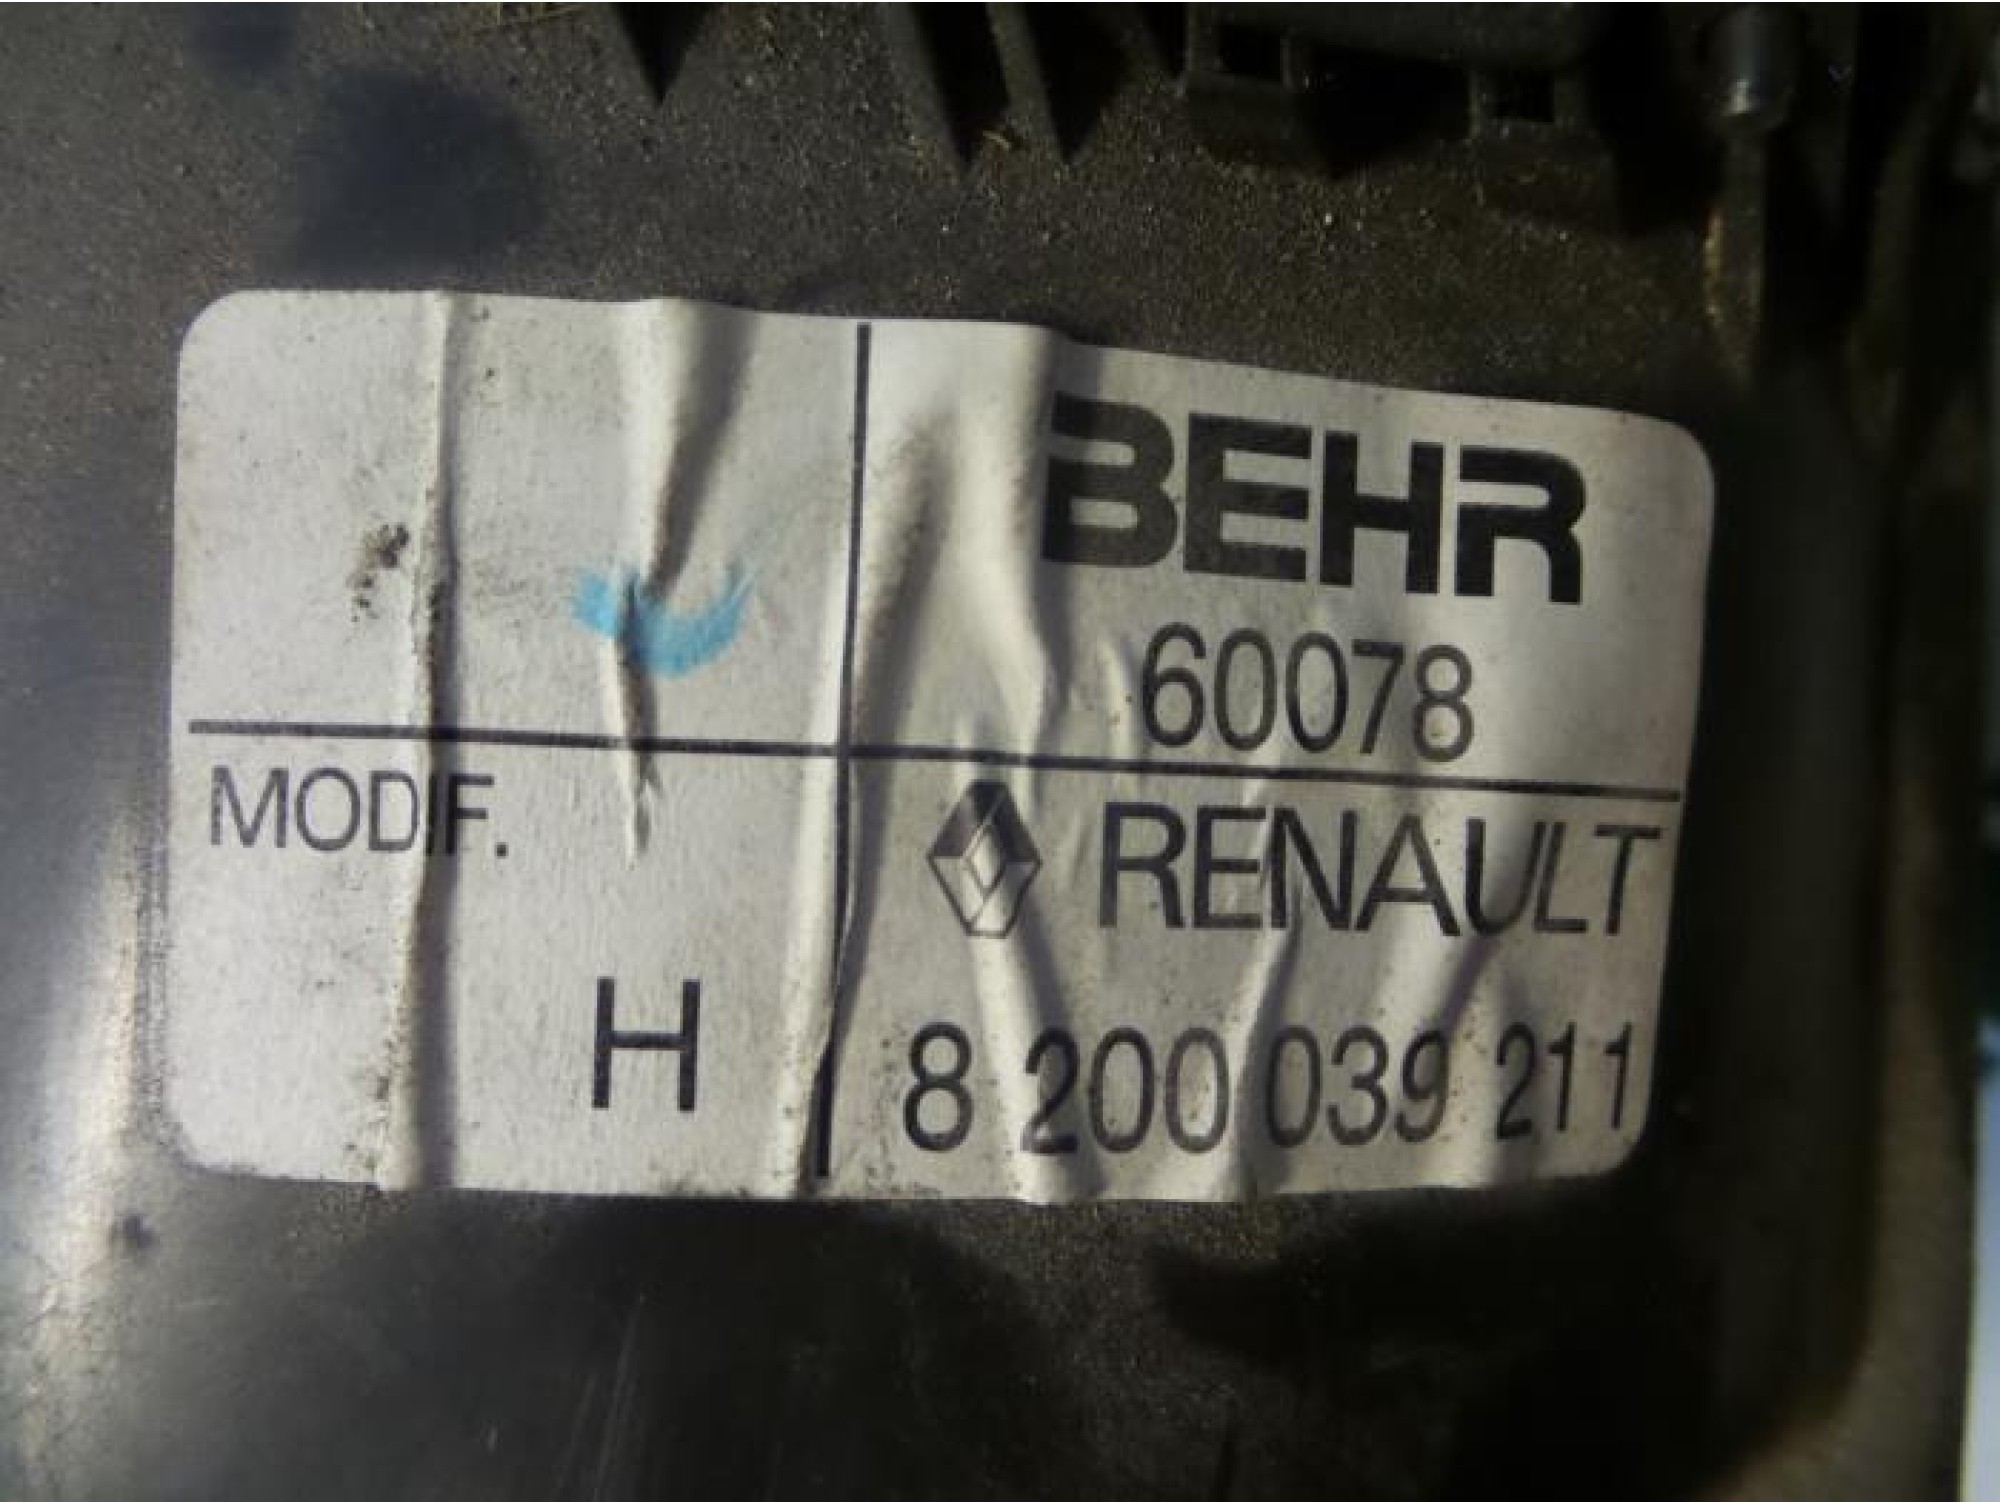 BEHR
60078
MODIF.
H
RENAULT
8 200 039 211